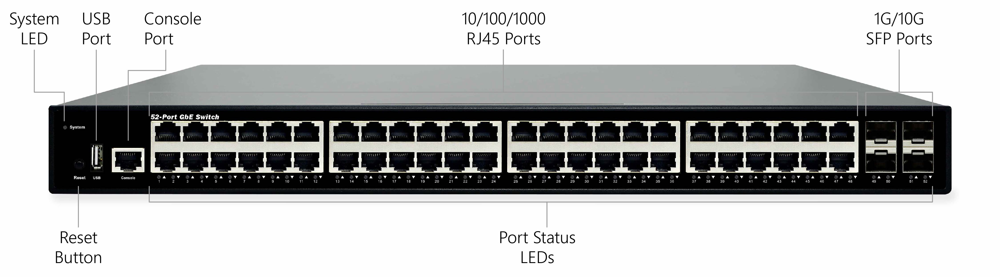 System
LED
USB
Port
Console
Port
10/100/1000
RJ45 Ports
1G/10G
SFP Ports
52-Port GbE Switch
System
Reset
USB
Console
1 2 3 4 5 6 7 8 9 10 11 12 13 14 15 16 17 18 19 20 21 22 23 24 25 26 27 28 29 30 31 32 33 34 35 36 37 38 39 40 41 42 43 44 45 46 47 48 49 50 51 52
Reset
Button
Port Status
LEDs